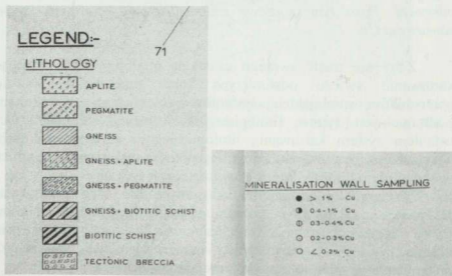 LEGEND:-
71
LITHOLOGY
APLITE
PEGMATITE
GNEISS
GNEISS + APLITE
GNEISS + PEGMATITE
GNEISS + BIOTITIC SCHIST
BIOTITIC SCHIST
TECTONIC BRECCIA
MINERALISATION WALL SAMPLING
> 1% Cu
0·4-1% Cu
0·3-0·4% Cu
0·2-0·3% Cu
∠ 0·2% Cu